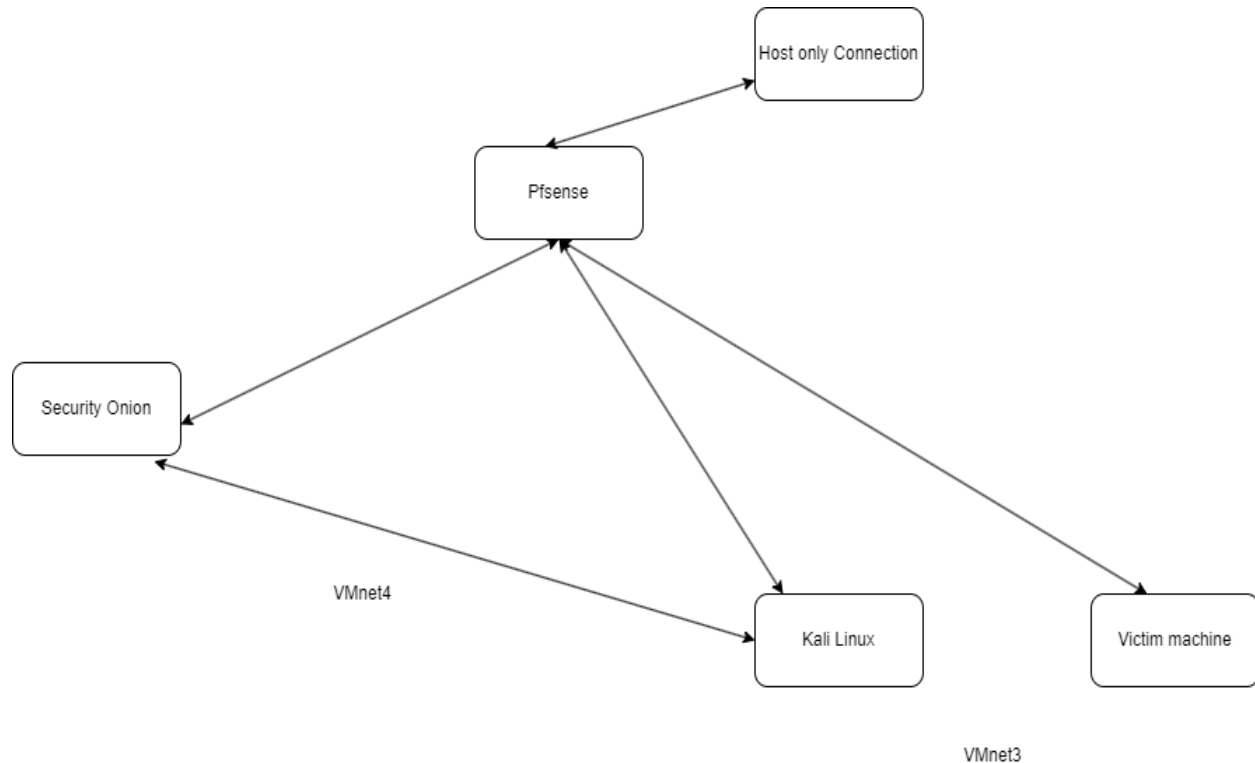 Host only Connection
Pfsense
Security Onion
VMnet4
Kali Linux
Victim machine
VMnet3